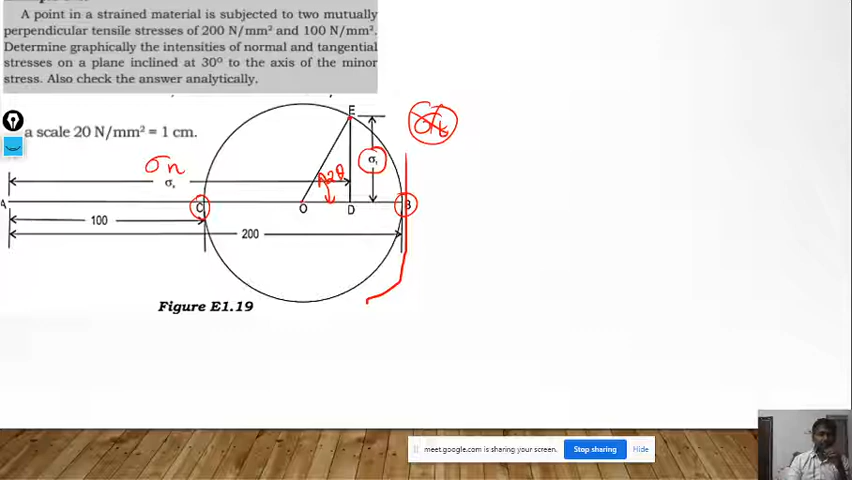 A point in a strained material is subjected to two mutually
perpendicular tensile stresses of 200 N/mm² and 100 N/mm².
Determine graphically the intensities of normal and tangential
stresses on a plane inclined at 30° to the axis of the minor
stress. Also check the answer analytically.
a scale 20 N/mm² = 1 cm.
E
σn
σt
2θ
A
C
O
D
B
100
200
Figure E1.19
meet.google.com is sharing your screen.
Stop sharing
Hide